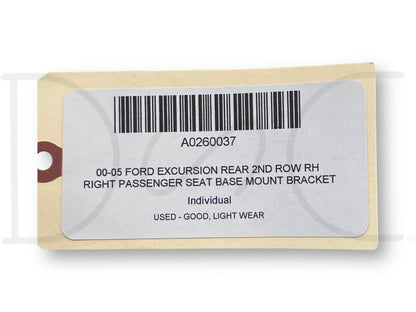 A0260037
00-05 FORD EXCURSION REAR 2ND ROW RH
RIGHT PASSENGER SEAT BASE MOUNT BRACKET
Individual
USED - GOOD, LIGHT WEAR